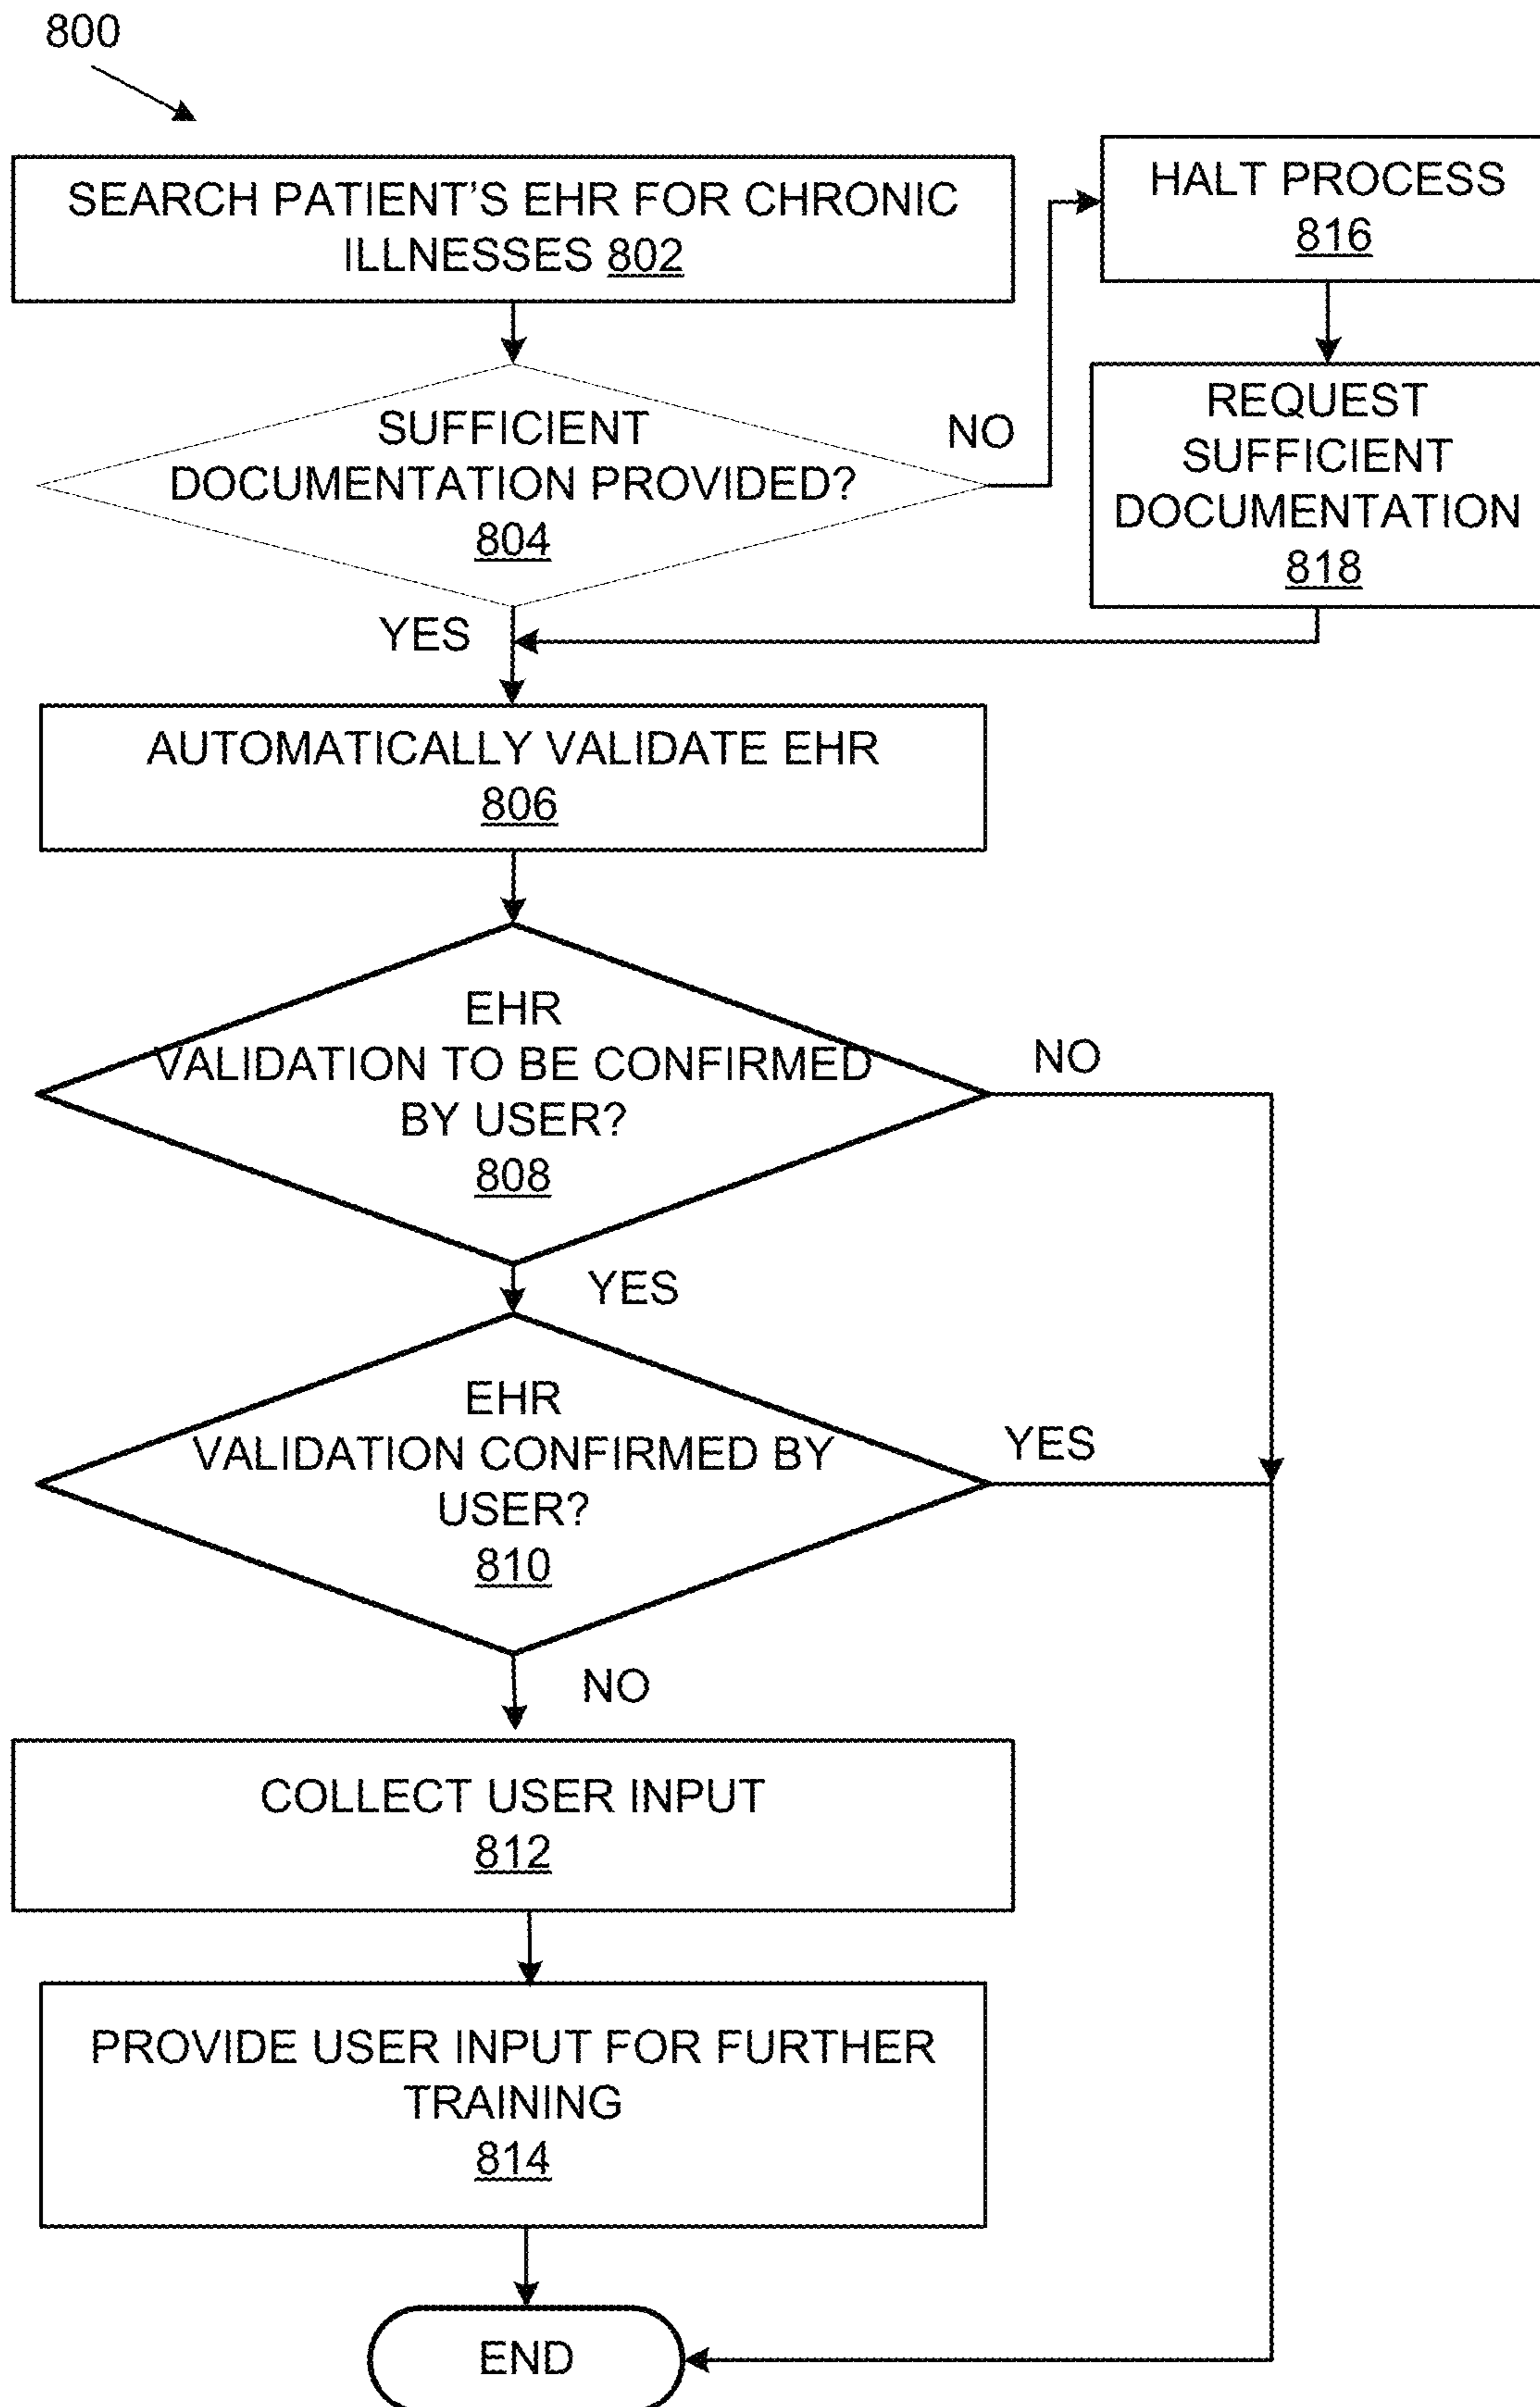 800
SEARCH PATIENT'S EHR FOR CHRONIC
ILLNESSES 802
HALT PROCESS
816
SUFFICIENT
DOCUMENTATION PROVIDED?
804
NO
REQUEST
SUFFICIENT
DOCUMENTATION
818
YES
AUTOMATICALLY VALIDATE EHR
806
EHR
VALIDATION TO BE CONFIRMED
BY USER?
808
NO
YES
EHR
VALIDATION CONFIRMED BY
USER?
810
YES
NO
COLLECT USER INPUT
812
PROVIDE USER INPUT FOR FURTHER
TRAINING
814
END